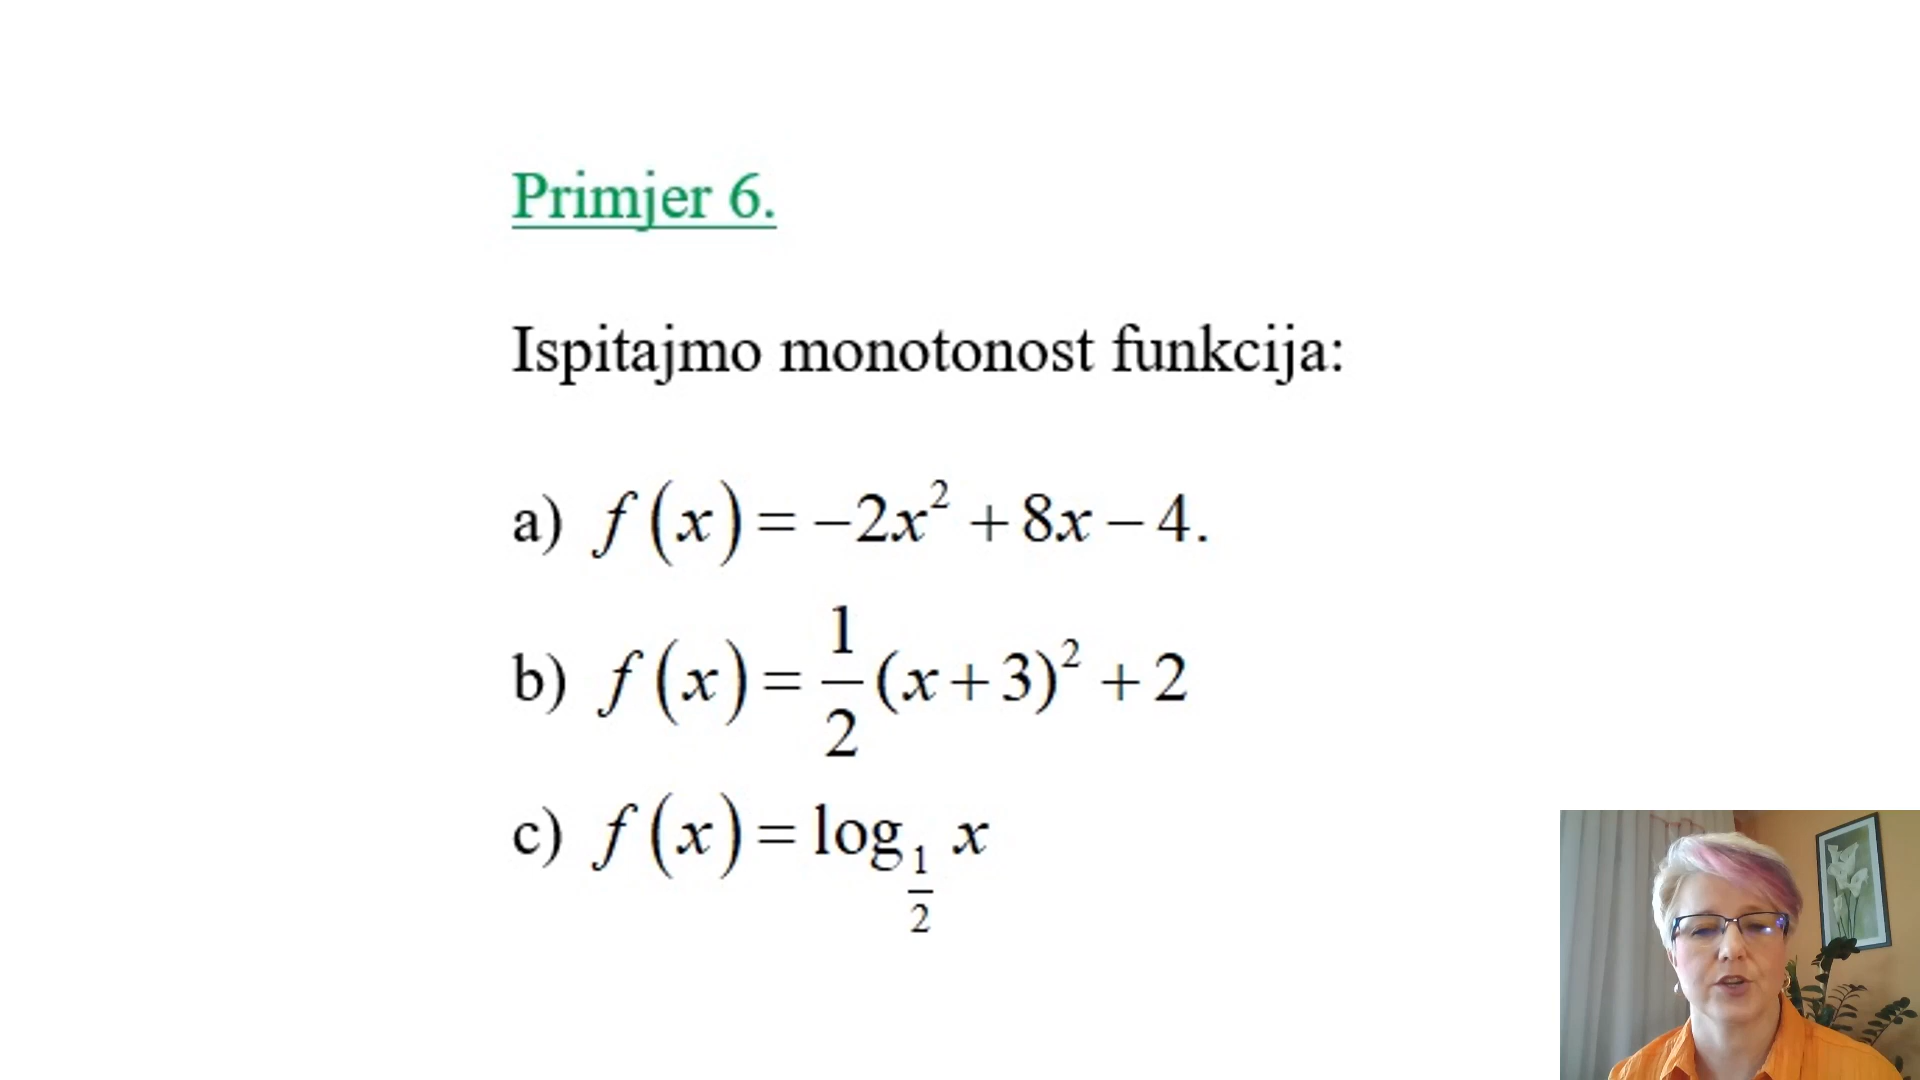 Primjer 6.
Ispitajmo monotonost funkcija:
a) f(x) = −2x² + 8x − 4.
b) f(x) = 1/2 (x+3)² + 2
c) f(x) = log_{1/2} x